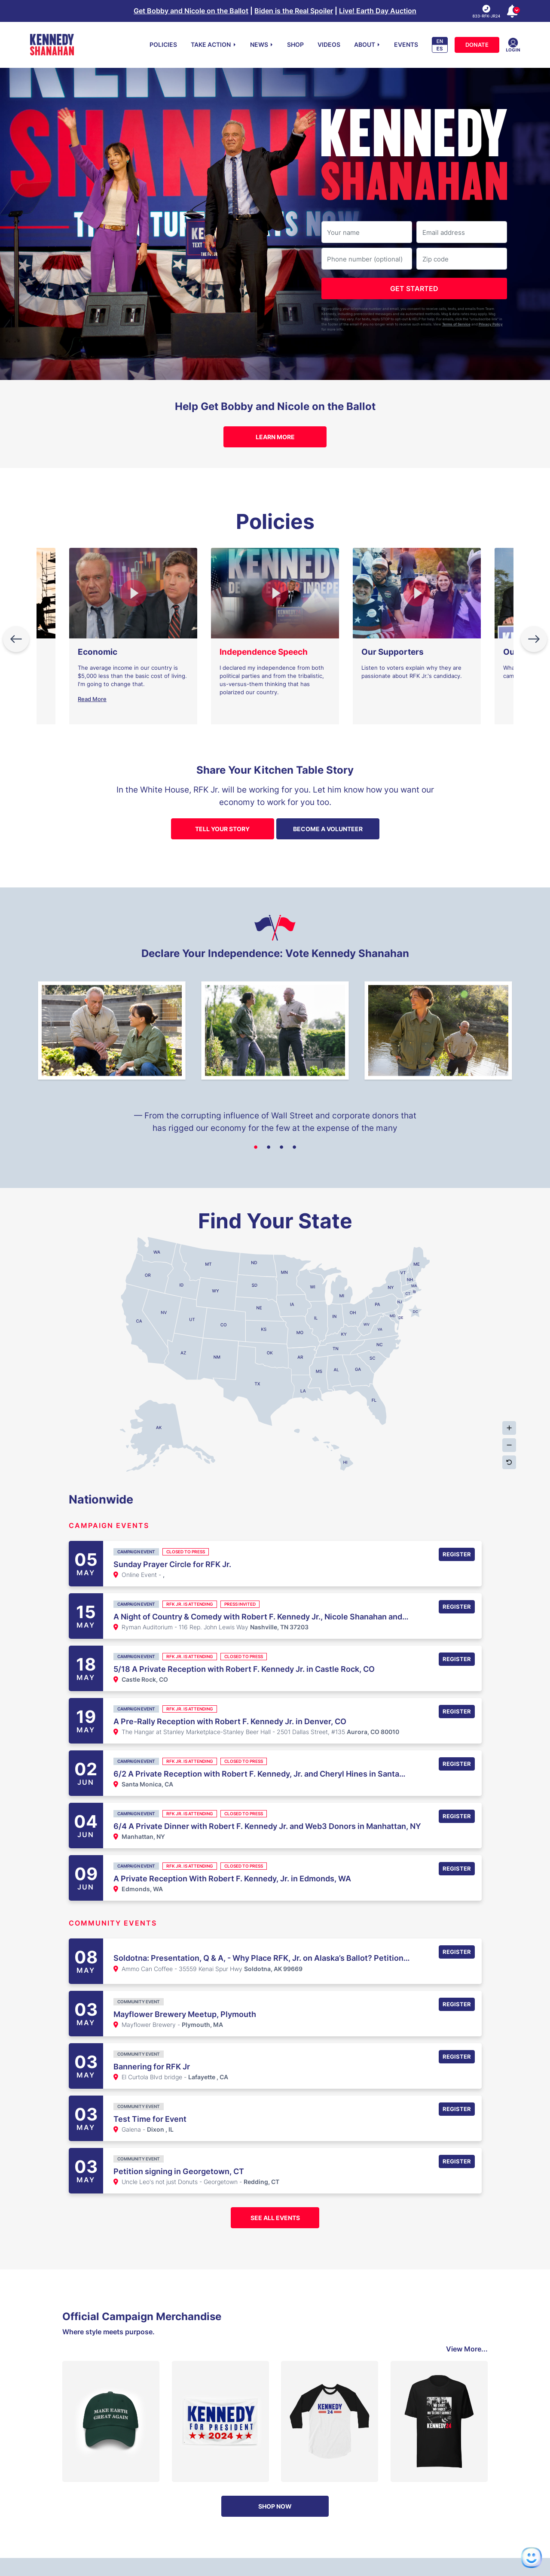 Get Bobby and Nicole on the Ballot | Biden is the Real Spoiler | Live! Earth Day Auction
KENNEDY
SHANAHAN
POLICIES
TAKE ACTION
NEWS
SHOP
VIDEOS
ABOUT
EVENTS
EN
ES
DONATE
LOGIN
KENNEDY
SHANAHAN
Your name
Email address
Phone number (optional)
Zip code
GET STARTED
Terms of Service and Privacy Policy
Help Get Bobby and Nicole on the Ballot
LEARN MORE
Policies
Economic
The average income in our country is
$5,000 less than the basic cost of living.
I'm going to change that.
Read More
Independence Speech
I declared my independence from both
political parties and from the tribalistic,
us-versus-them thinking that has
polarized our country.
Our Supporters
Listen to voters explain why they are
passionate about RFK Jr.'s candidacy.
Share Your Kitchen Table Story
In the White House, RFK Jr. will be working for you. Let him know how you want our
economy to work for you too.
TELL YOUR STORY
BECOME A VOLUNTEER
Declare Your Independence: Vote Kennedy Shanahan
— From the corrupting influence of Wall Street and corporate donors that
has rigged our economy for the few at the expense of the many
Find Your State
WA
MT
ND
MN
ME
VT
NH
OR
ID
WY
SD
WI
MI
NY
MA
CT
NV
UT
CO
NE
IA
IL
IN
OH
PA
NJ
CA
KS
MO
KY
WV
VA
MD
DE
DC
AZ
NM
OK
AR
TN
NC
SC
TX
LA
MS
AL
GA
FL
AK
HI
Nationwide
CAMPAIGN EVENTS
05
MAY
CAMPAIGN EVENT
CLOSED TO PRESS
Sunday Prayer Circle for RFK Jr.
Online Event - ,
REGISTER
15
MAY
CAMPAIGN EVENT
RFK JR. IS ATTENDING
PRESS INVITED
A Night of Country & Comedy with Robert F. Kennedy Jr., Nicole Shanahan and...
Ryman Auditorium - 116 Rep. John Lewis Way Nashville, TN 37203
REGISTER
18
MAY
CAMPAIGN EVENT
RFK JR. IS ATTENDING
CLOSED TO PRESS
5/18 A Private Reception with Robert F. Kennedy Jr. in Castle Rock, CO
Castle Rock, CO
REGISTER
19
MAY
CAMPAIGN EVENT
RFK JR. IS ATTENDING
A Pre-Rally Reception with Robert F. Kennedy Jr. in Denver, CO
The Hangar at Stanley Marketplace-Stanley Beer Hall - 2501 Dallas Street, #135 Aurora, CO 80010
REGISTER
02
JUN
CAMPAIGN EVENT
RFK JR. IS ATTENDING
CLOSED TO PRESS
6/2 A Private Reception with Robert F. Kennedy, Jr. and Cheryl Hines in Santa...
Santa Monica, CA
REGISTER
04
JUN
CAMPAIGN EVENT
RFK JR. IS ATTENDING
CLOSED TO PRESS
6/4 A Private Dinner with Robert F. Kennedy Jr. and Web3 Donors in Manhattan, NY
Manhattan, NY
REGISTER
09
JUN
CAMPAIGN EVENT
RFK JR. IS ATTENDING
CLOSED TO PRESS
A Private Reception With Robert F. Kennedy, Jr. in Edmonds, WA
Edmonds, WA
REGISTER
COMMUNITY EVENTS
08
MAY
Soldotna: Presentation, Q & A, - Why Place RFK, Jr. on Alaska's Ballot? Petition...
Ammo Can Coffee - 35559 Kenai Spur Hwy Soldotna, AK 99669
REGISTER
03
MAY
COMMUNITY EVENT
Mayflower Brewery Meetup, Plymouth
Mayflower Brewery - Plymouth, MA
REGISTER
03
MAY
COMMUNITY EVENT
Bannering for RFK Jr
El Curtola Blvd bridge - Lafayette , CA
REGISTER
03
MAY
COMMUNITY EVENT
Test Time for Event
Galena - Dixon , IL
REGISTER
03
MAY
COMMUNITY EVENT
Petition signing in Georgetown, CT
Uncle Leo's not just Donuts - Georgetown - Redding, CT
REGISTER
SEE ALL EVENTS
Official Campaign Merchandise
Where style meets purpose.
View More...
MAKE EARTH
GREAT AGAIN
KENNEDY
FOR PRESIDENT
2024
KENNEDY
24
KENNEDY24
SHOP NOW